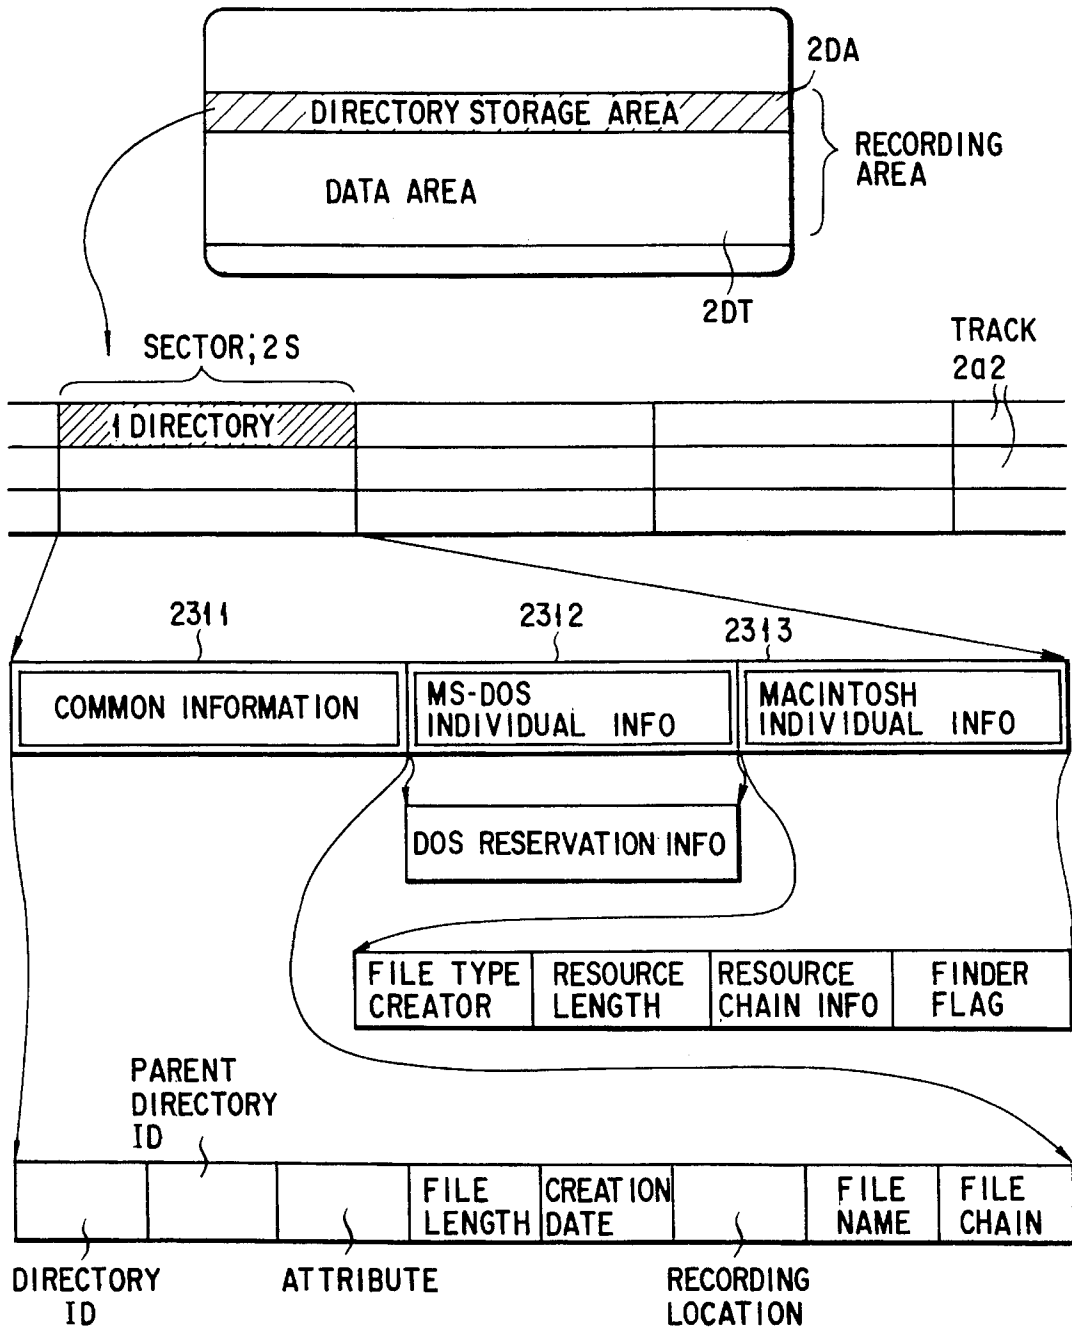 2DA
DIRECTORY STORAGE AREA
RECORDING
AREA
DATA AREA
2DT
SECTOR; 2S
TRACK
2a2
1 DIRECTORY
2311
2312
2313
COMMON INFORMATION
MS-DOS
INDIVIDUAL INFO
MACINTOSH
INDIVIDUAL INFO
DOS RESERVATION INFO
FILE TYPE
CREATOR
RESOURCE
LENGTH
RESOURCE
CHAIN INFO
FINDER
FLAG
PARENT
DIRECTORY
ID
FILE
LENGTH
CREATION
DATE
FILE
NAME
FILE
CHAIN
DIRECTORY
ID
ATTRIBUTE
RECORDING
LOCATION